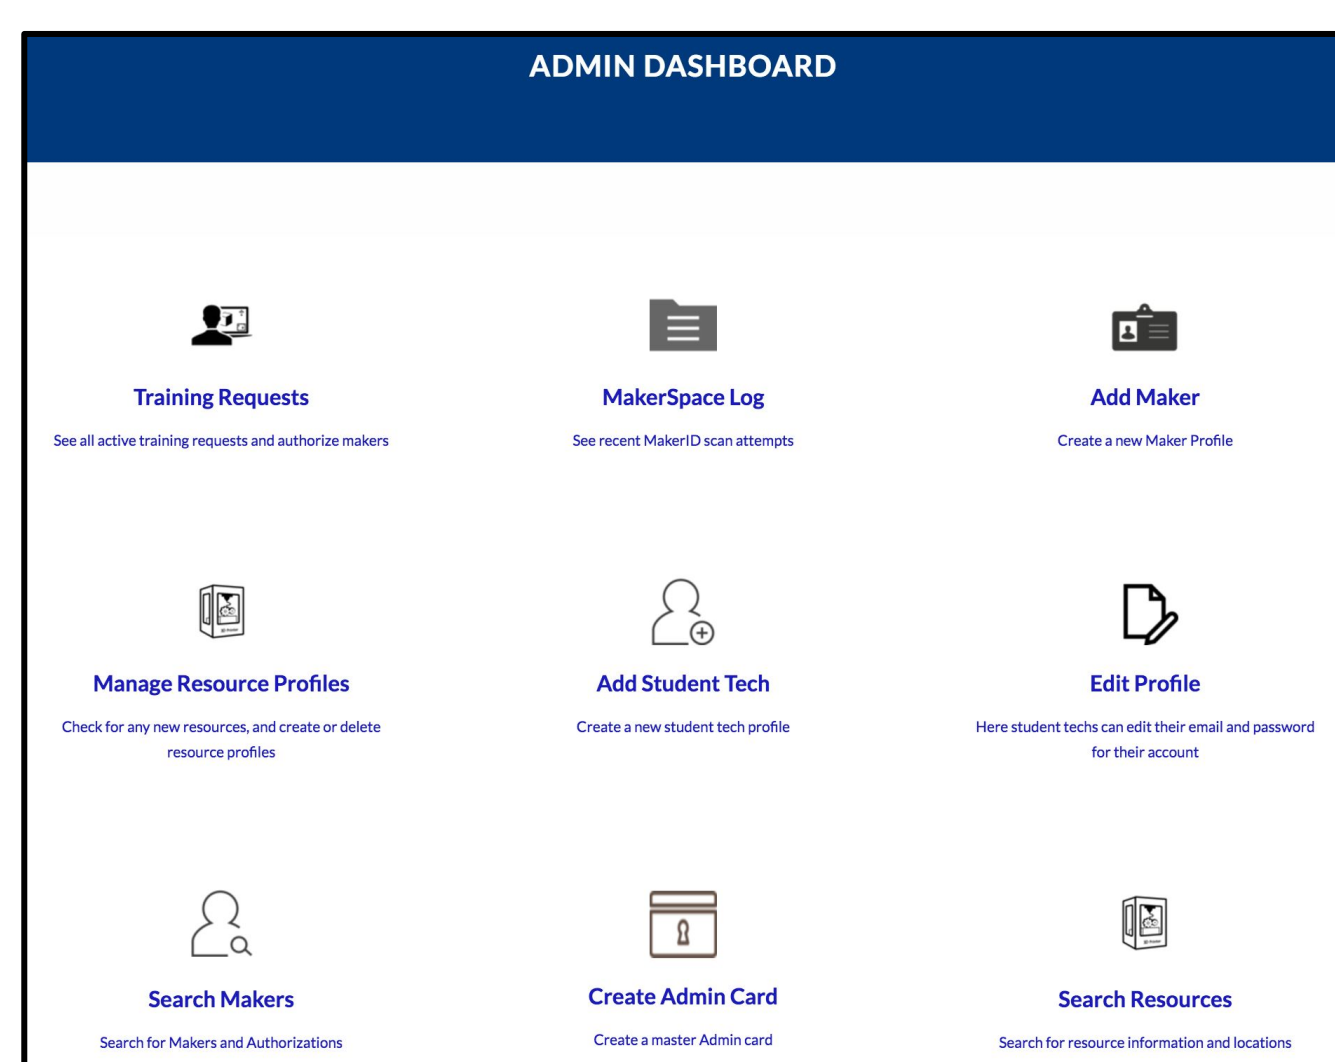 ADMIN DASHBOARD
Training Requests
See all active training requests and authorize makers
MakerSpace Log
See recent MakerID scan attempts
Add Maker
Create a new Maker Profile
Manage Resource Profiles
Check for any new resources, and create or delete
resource profiles
Add Student Tech
Create a new student tech profile
Edit Profile
Here student techs can edit their email and password
for their account
Search Makers
Search for Makers and Authorizations
Create Admin Card
Create a master Admin card
Search Resources
Search for resource information and locations